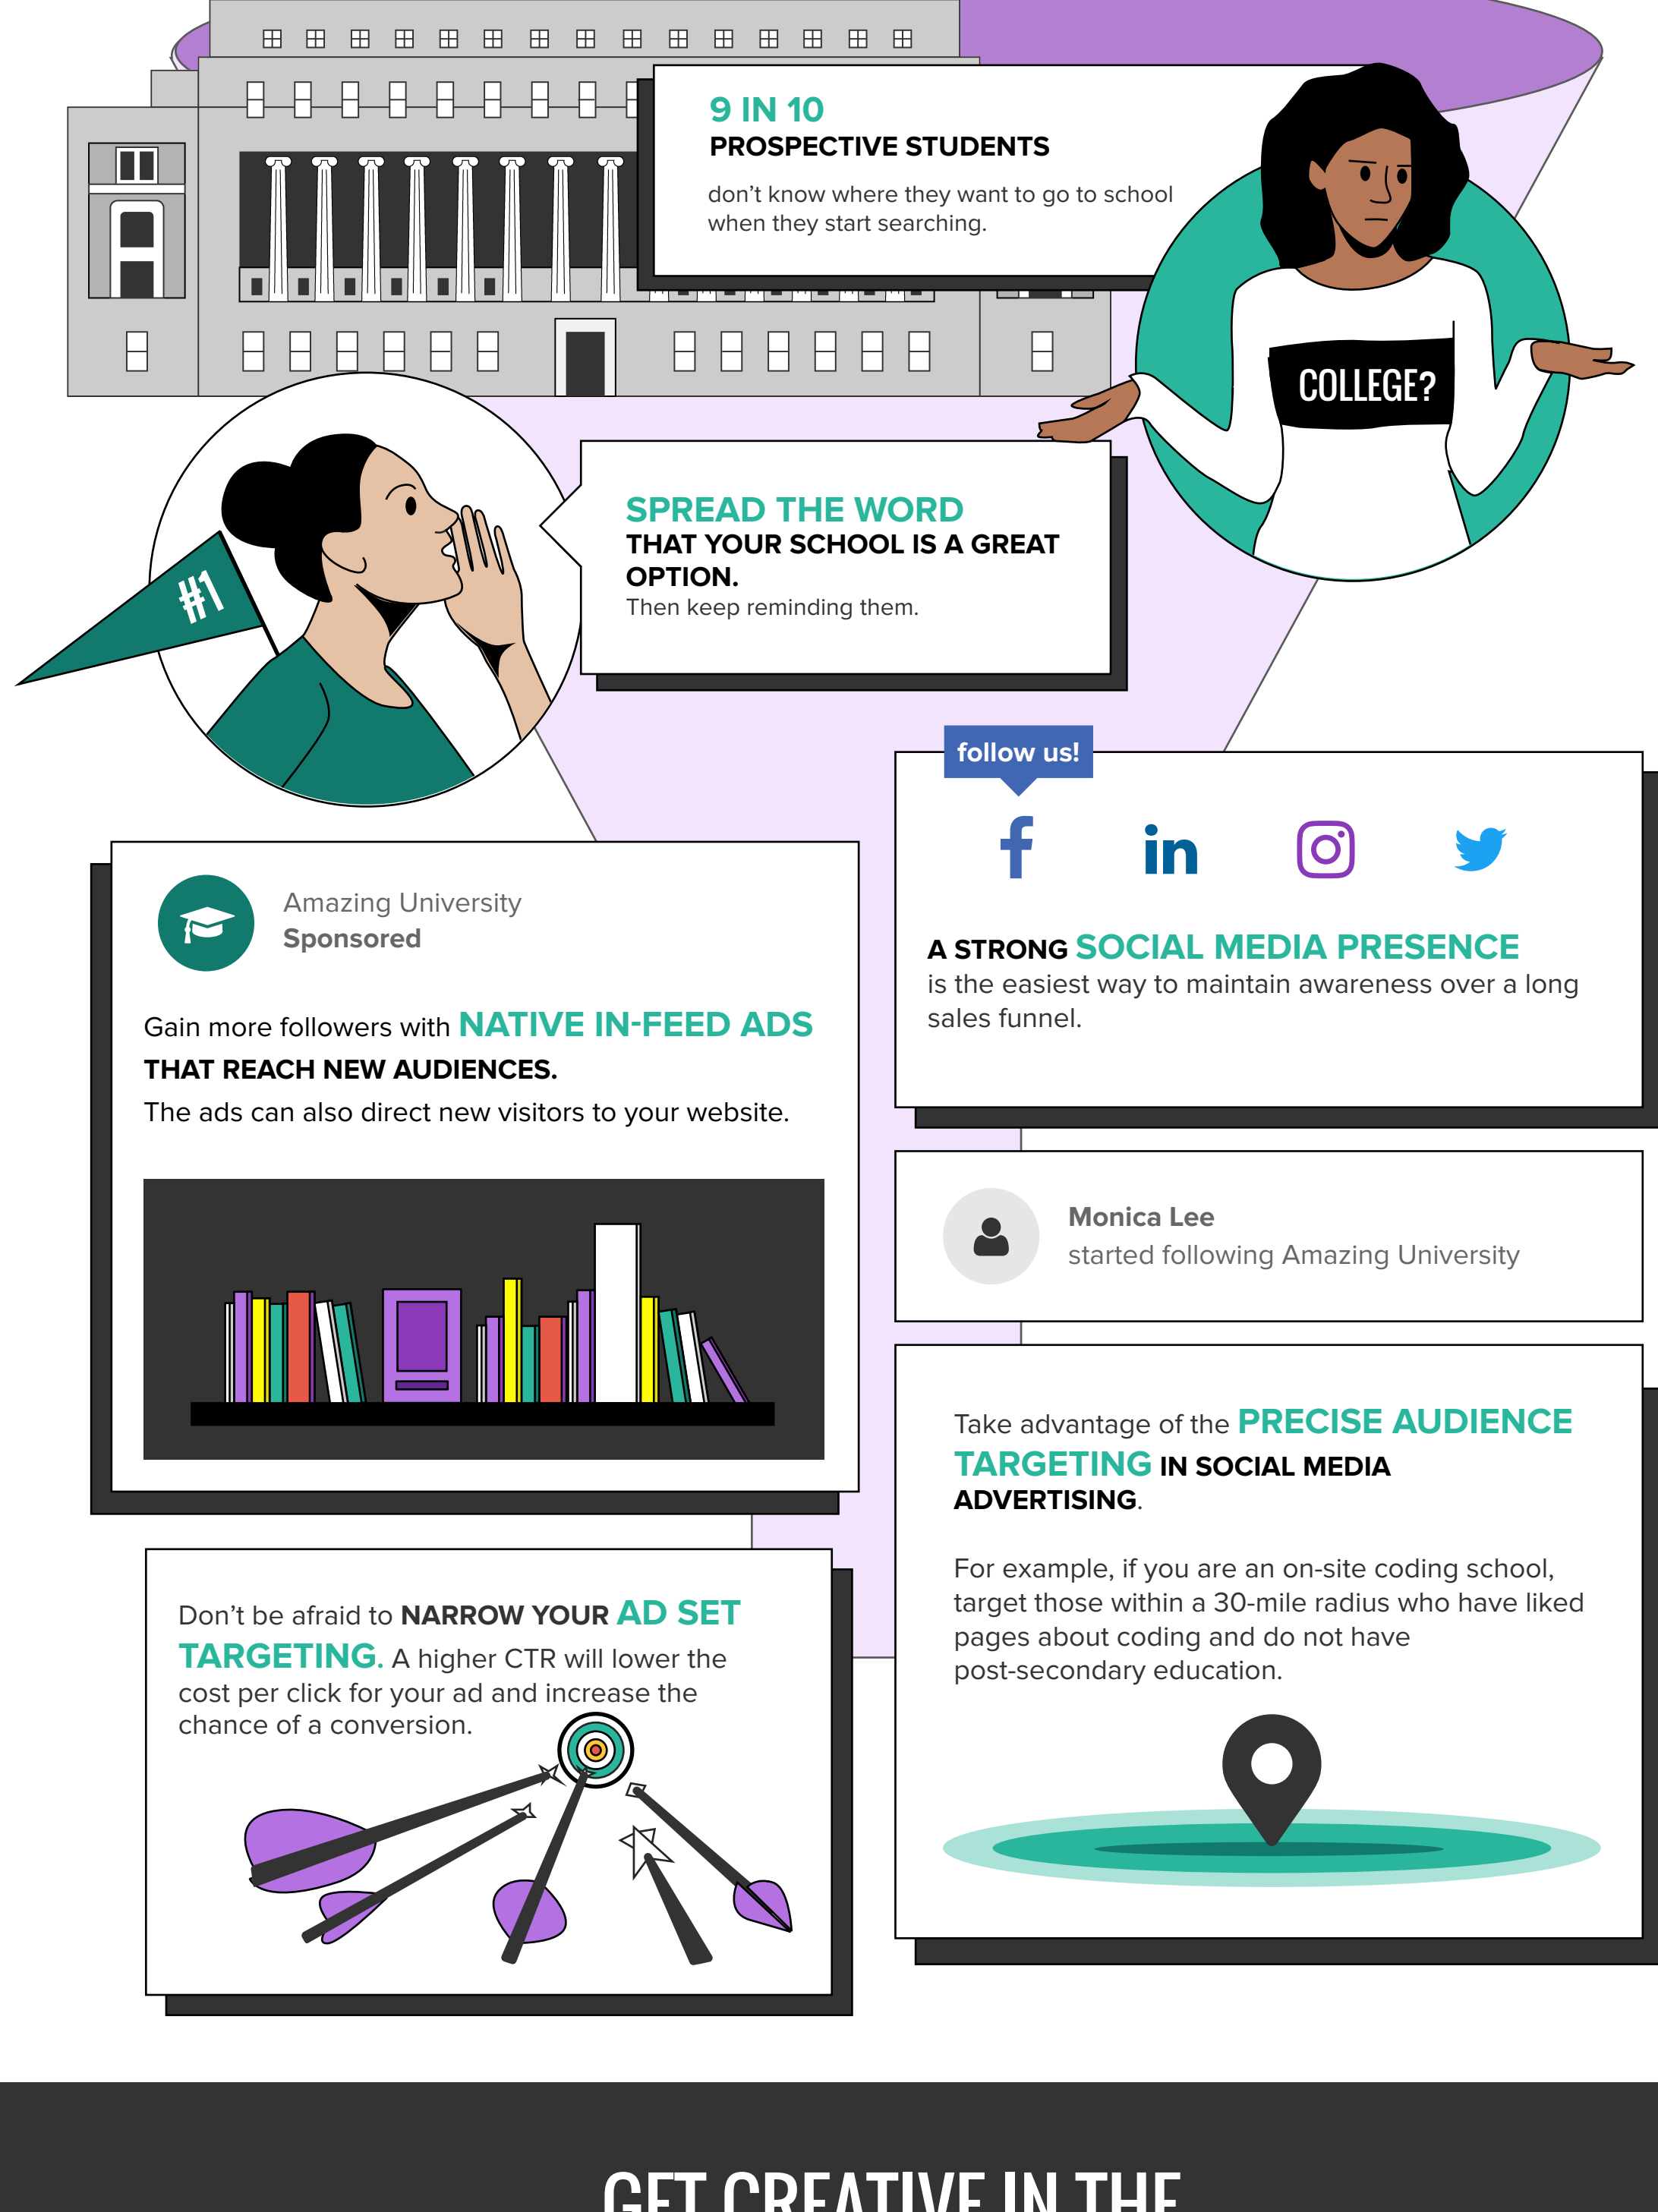 9 IN 10
PROSPECTIVE STUDENTS
don’t know where they want to go to school
when they start searching.
COLLEGE?
#1
SPREAD THE WORD
THAT YOUR SCHOOL IS A GREAT
OPTION.
Then keep reminding them.
follow us!
f
in
A STRONG SOCIAL MEDIA PRESENCE
is the easiest way to maintain awareness over a long
sales funnel.
Amazing University
Sponsored
Gain more followers with NATIVE IN-FEED ADS
THAT REACH NEW AUDIENCES.
The ads can also direct new visitors to your website.
Monica Lee
started following Amazing University
Take advantage of the PRECISE AUDIENCE
TARGETING IN SOCIAL MEDIA
ADVERTISING.
For example, if you are an on-site coding school,
target those within a 30-mile radius who have liked
pages about coding and do not have
post-secondary education.
Don’t be afraid to NARROW YOUR AD SET
TARGETING. A higher CTR will lower the
cost per click for your ad and increase the
chance of a conversion.
GET CREATIVE IN THE